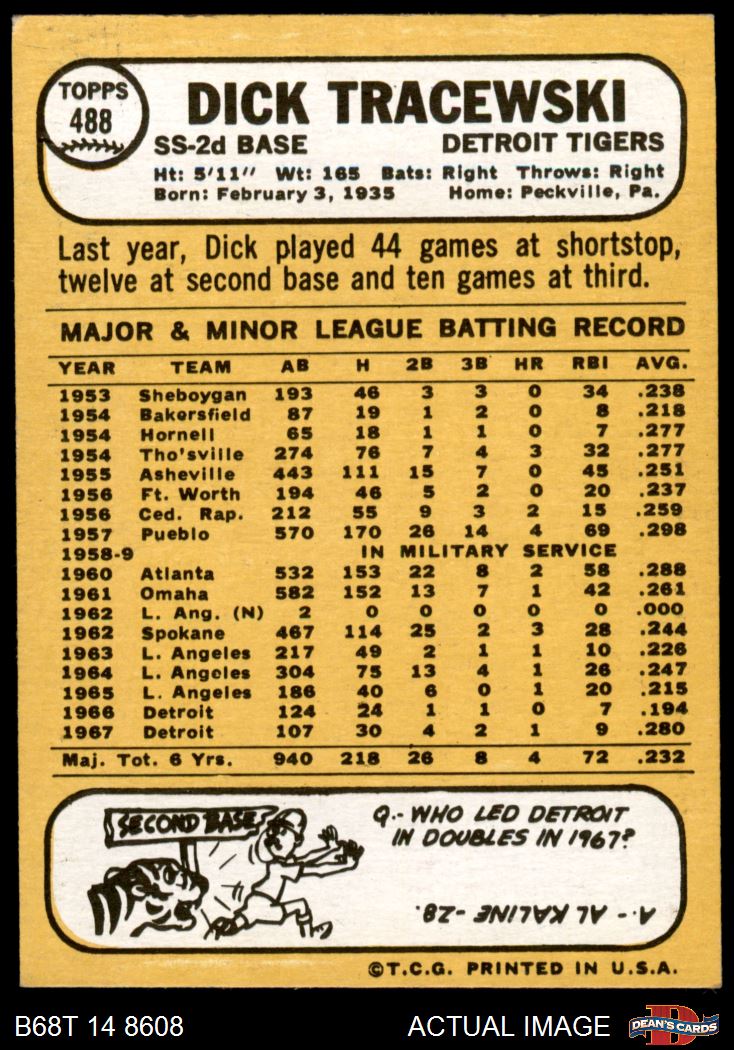 TOPPS
488
DICK TRACEWSKI
SS-2d BASE DETROIT TIGERS
Ht: 5'11" Wt: 165 Bats: Right Throws: Right
Born: February 3, 1935 Home: Peckville, Pa.
Last year, Dick played 44 games at shortstop,
twelve at second base and ten games at third.
MAJOR & MINOR LEAGUE BATTING RECORD
YEAR TEAM AB H 2B 3B HR RBI AVG.
1953 Sheboygan 193 46 3 3 0 34 .238
1954 Bakersfield 87 19 1 2 0 8 .218
1954 Hornell 65 18 1 1 0 7 .277
1954 Tho'sville 274 76 7 4 3 32 .277
1955 Asheville 443 111 15 7 0 45 .251
1956 Ft. Worth 194 46 5 2 0 20 .237
1956 Ced. Rap. 212 55 9 3 2 15 .259
1957 Pueblo 570 170 26 14 4 69 .298
1958-9 IN MILITARY SERVICE
1960 Atlanta 532 153 22 8 2 58 .288
1961 Omaha 582 152 13 7 1 42 .261
1962 L. Ang. (N) 2 0 0 0 0 0 .000
1962 Spokane 467 114 25 2 3 28 .244
1963 L. Angeles 217 49 2 1 1 10 .226
1964 L. Angeles 304 75 13 4 1 26 .247
1965 L. Angeles 186 40 6 0 1 20 .215
1966 Detroit 124 24 1 1 0 7 .194
1967 Detroit 107 30 4 2 1 9 .280
Maj. Tot. 6 Yrs. 940 218 26 8 4 72 .232
SECOND BASE
Q.- WHO LED DETROIT
IN DOUBLES IN 1967?
A.- AL KALINE -28.
©T.C.G. PRINTED IN U.S.A.
B68T 14 8608 ACTUAL IMAGE
D
DEAN'S CARDS